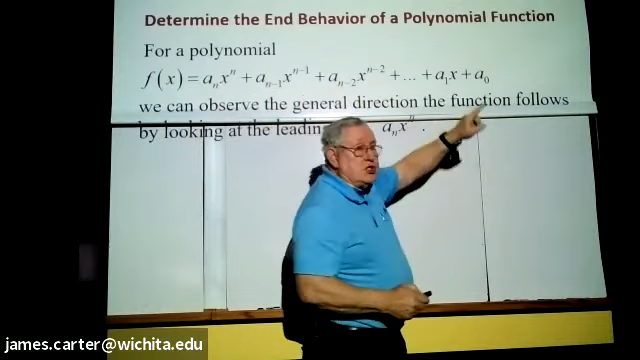 Determine the End Behavior of a Polynomial Function
For a polynomial
f(x) = aₙxⁿ + aₙ₋₁xⁿ⁻¹ + aₙ₋₂xⁿ⁻² + ... + a₁x + a₀
we can observe the general direction the function follows
by looking at the leadin aₙxⁿ.
james.carter@wichita.edu